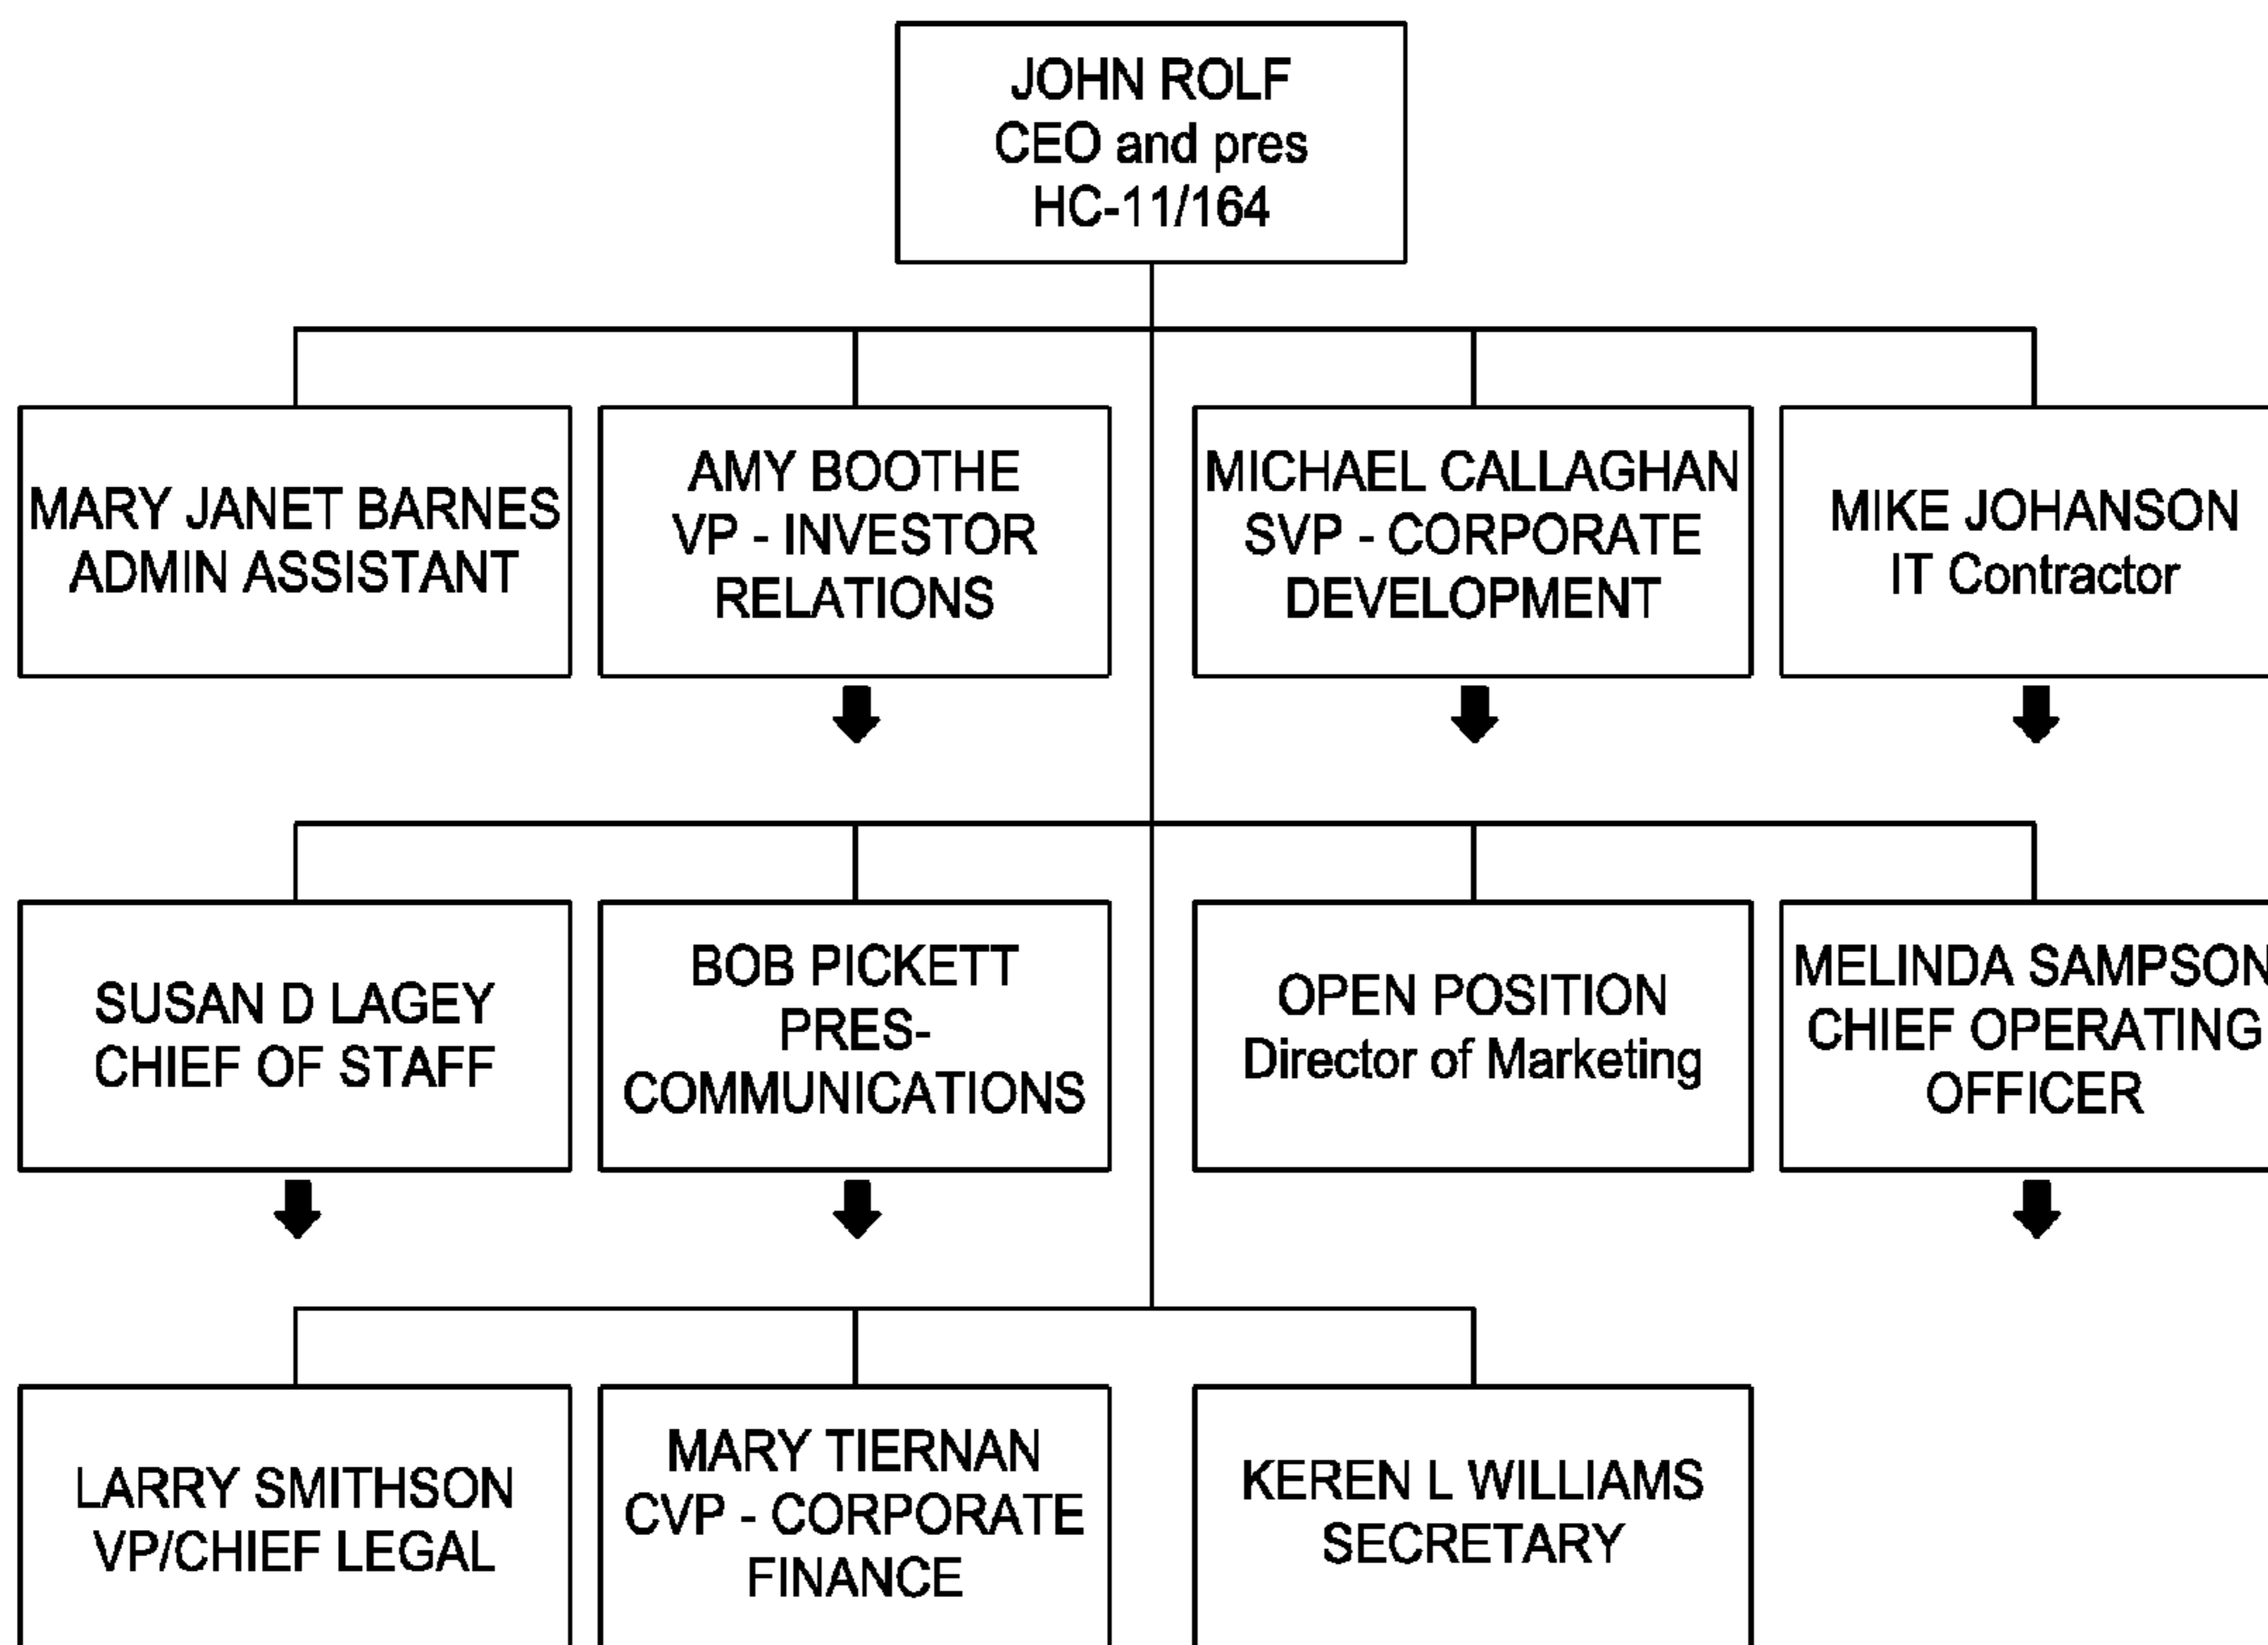 JOHN ROLF
CEO and pres
HC-11/164
MARY JANET BARNES
ADMIN ASSISTANT
AMY BOOTHE
VP - INVESTOR
RELATIONS
MICHAEL CALLAGHAN
SVP - CORPORATE
DEVELOPMENT
MIKE JOHANSON
IT Contractor
SUSAN D LAGEY
CHIEF OF STAFF
BOB PICKETT
PRES-
COMMUNICATIONS
OPEN POSITION
Director of Marketing
MELINDA SAMPSON
CHIEF OPERATING
OFFICER
LARRY SMITHSON
VP/CHIEF LEGAL
MARY TIERNAN
CVP - CORPORATE
FINANCE
KEREN L WILLIAMS
SECRETARY